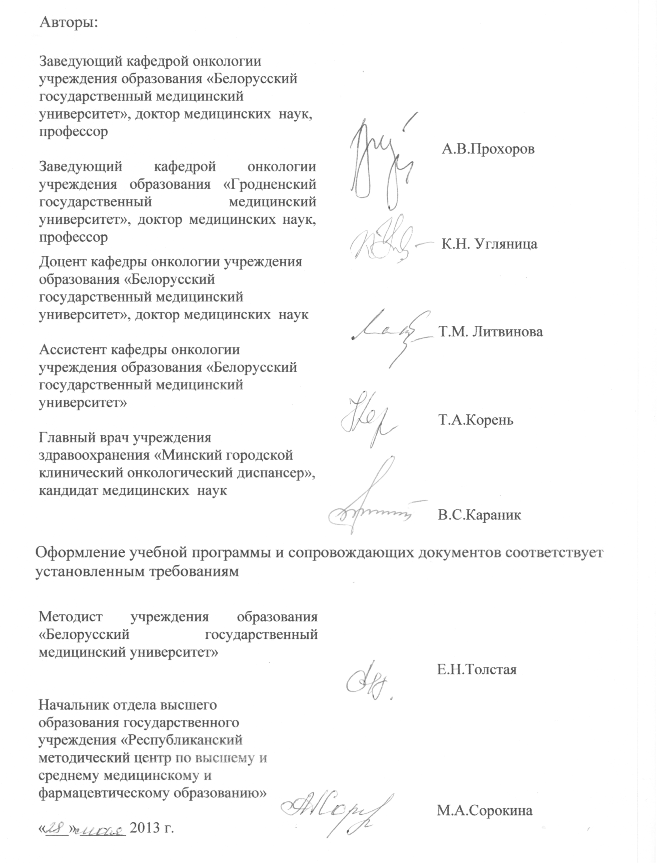 Авторы:
Заведующий кафедрой онкологии
учреждения образования «Белорусский
государственный медицинский
университет», доктор медицинских наук,
профессор
А.В.Прохоров
Заведующий кафедрой онкологии
учреждения образования «Гродненский
государственный медицинский
университет», доктор медицинских наук,
профессор
К.Н. Угляница
Доцент кафедры онкологии учреждения
образования «Белорусский
государственный медицинский
университет», доктор медицинских наук
Т.М. Литвинова
Ассистент кафедры онкологии
учреждения образования «Белорусский
государственный медицинский
университет»
Т.А.Корень
Главный врач учреждения
здравоохранения «Минский городской
клинический онкологический диспансер»,
кандидат медицинских наук
В.С.Караник
Оформление учебной программы и сопровождающих документов соответствует
установленным требованиям
Методист учреждения образования
«Белорусский государственный
медицинский университет»
Е.Н.Толстая
Начальник отдела высшего
образования государственного
учреждения «Республиканский
методический центр по высшему и
среднему медицинскому и
фармацевтическому образованию»
М.А.Сорокина
«28» 2013 г.